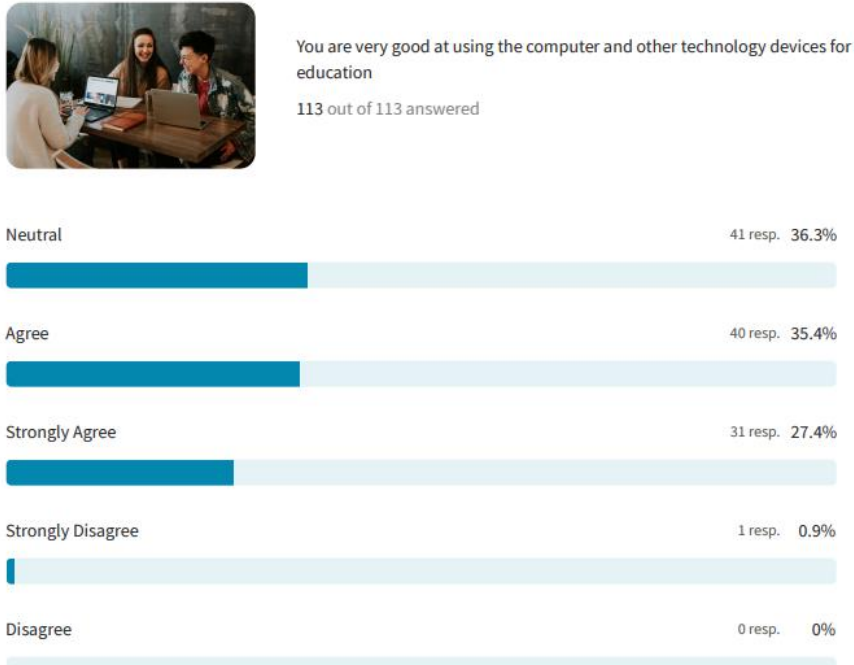 You are very good at using the computer and other technology devices for
education
113 out of 113 answered
Neutral 41 resp. 36.3%
Agree 40 resp. 35.4%
Strongly Agree 31 resp. 27.4%
Strongly Disagree 1 resp. 0.9%
Disagree 0 resp. 0%